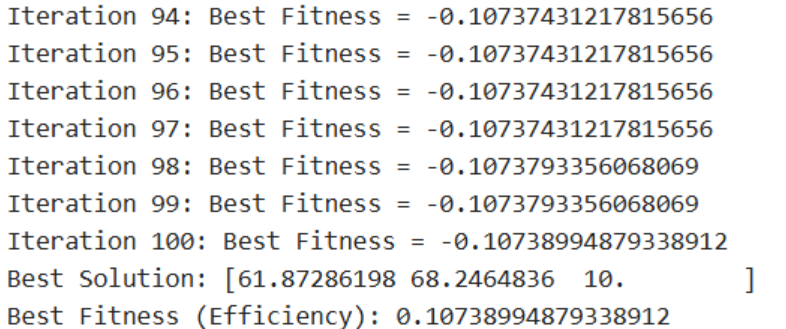 Iteration 94: Best Fitness = -0.10737431217815656
Iteration 95: Best Fitness = -0.10737431217815656
Iteration 96: Best Fitness = -0.10737431217815656
Iteration 97: Best Fitness = -0.10737431217815656
Iteration 98: Best Fitness = -0.1073793356068069
Iteration 99: Best Fitness = -0.1073793356068069
Iteration 100: Best Fitness = -0.10738994879338912
Best Solution: [61.87286198 68.2464836  10.        ]
Best Fitness (Efficiency): 0.10738994879338912